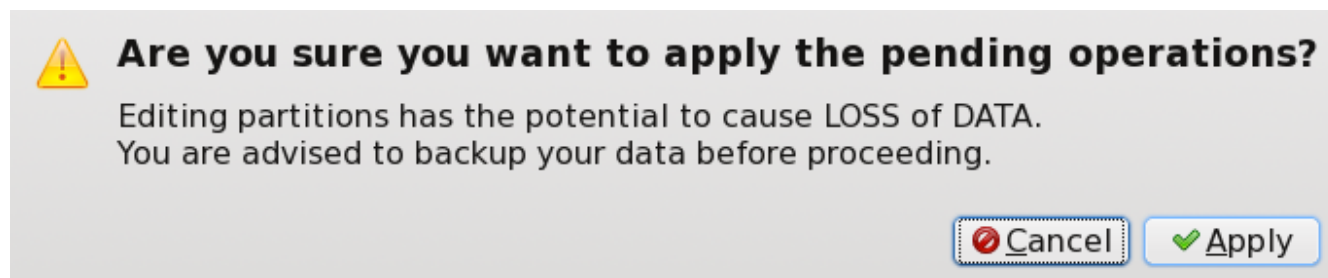 Are you sure you want to apply the pending operations?
Editing partitions has the potential to cause LOSS of DATA.
You are advised to backup your data before proceeding.
Cancel Apply